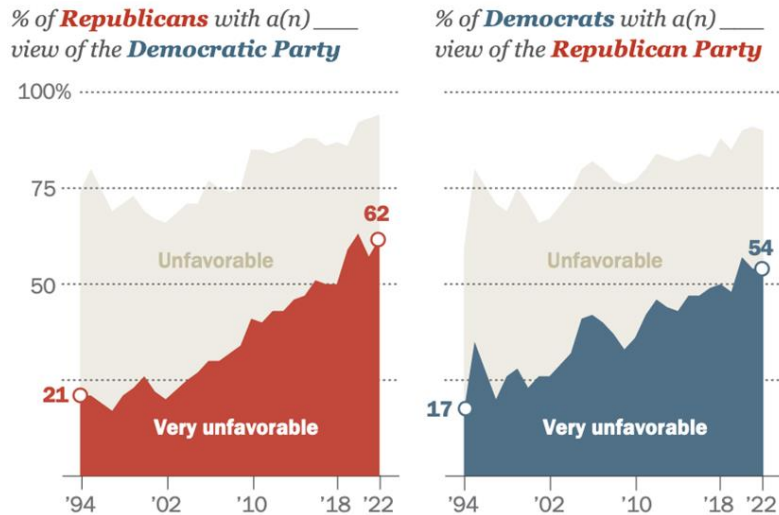 % of Republicans with a(n) ___
view of the Democratic Party
100%
75
50
62
Unfavorable
21
Very unfavorable
'94
'02
'10
'18
'22
% of Democrats with a(n) ___
view of the Republican Party
54
Unfavorable
17
Very unfavorable
'94
'02
'10
'18
'22